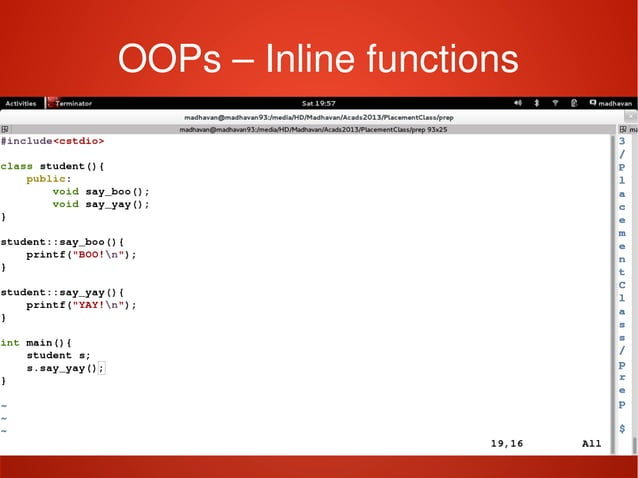 OOPs – Inline functions
Activities Terminator Sat 19:57 madhavan
madhavan@madhavan93:/media/HD/Madhavan/Acads2013/PlacementClass/prep
madhavan@madhavan93:/media/HD/Madhavan/Acads2013/PlacementClass/prep 93x25
ma
#include<cstdio>
class student(){
public:
void say_boo();
void say_yay();
}
student::say_boo(){
printf("BOO!\n");
}
student::say_yay(){
printf("YAY!\n");
}
int main(){
student s;
s.say_yay();
}
~
~
~
19,16 All
3
/
P
l
a
c
e
m
e
n
t
C
l
a
s
s
/
p
r
e
p
$